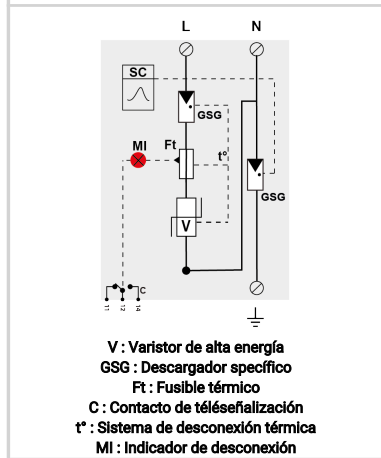 L N
SC
GSG
MI Ft t°
GSG
V
C
11 12 14
V : Varistor de alta energía
GSG : Descargador specífico
Ft : Fusible térmico
C : Contacto de téléseñalización
t° : Sistema de desconexión térmica
MI : Indicador de desconexión